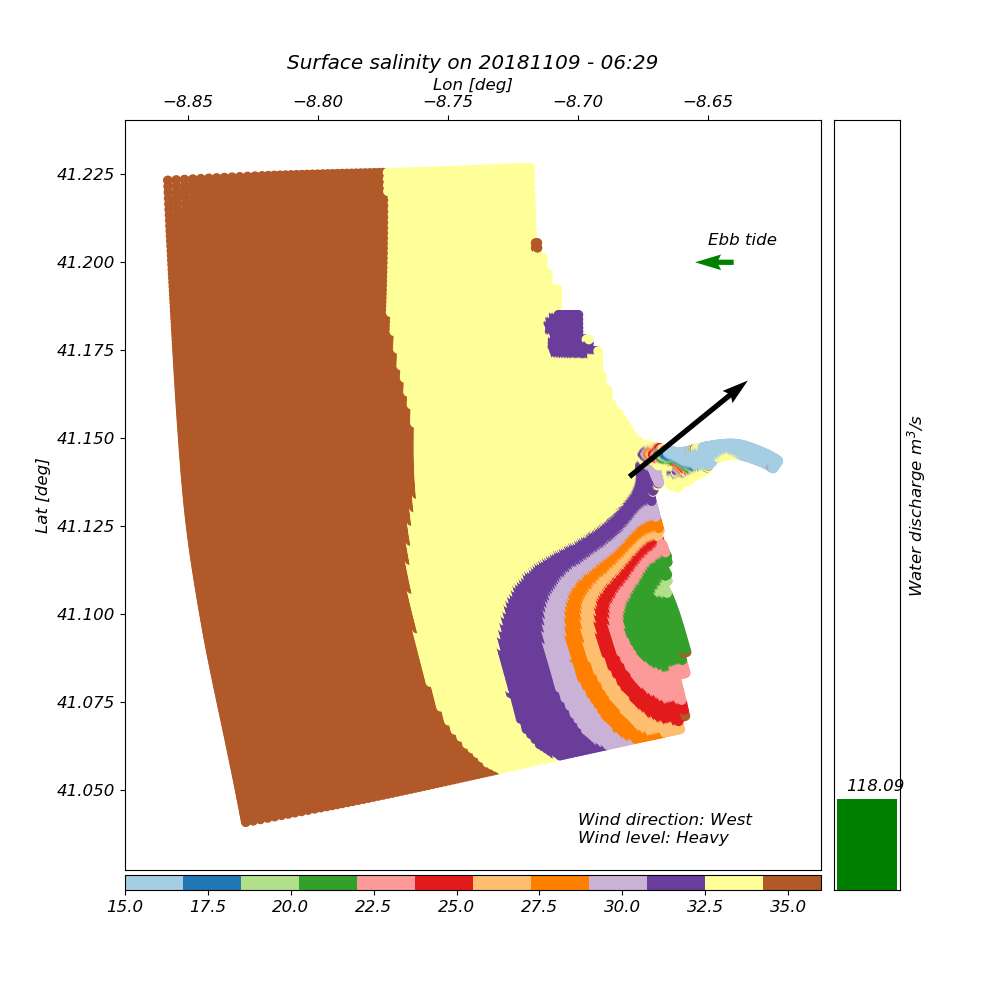 Surface salinity on 20181109 - 06:29
Lon [deg]
−8.85 −8.80 −8.75 −8.70 −8.65
41.225
41.200
41.175
41.150
41.125
41.100
41.075
41.050
Lat [deg]
Ebb tide
Wind direction: West
Wind level: Heavy
15.0 17.5 20.0 22.5 25.0 27.5 30.0 32.5 35.0
118.09
Water discharge m³/s